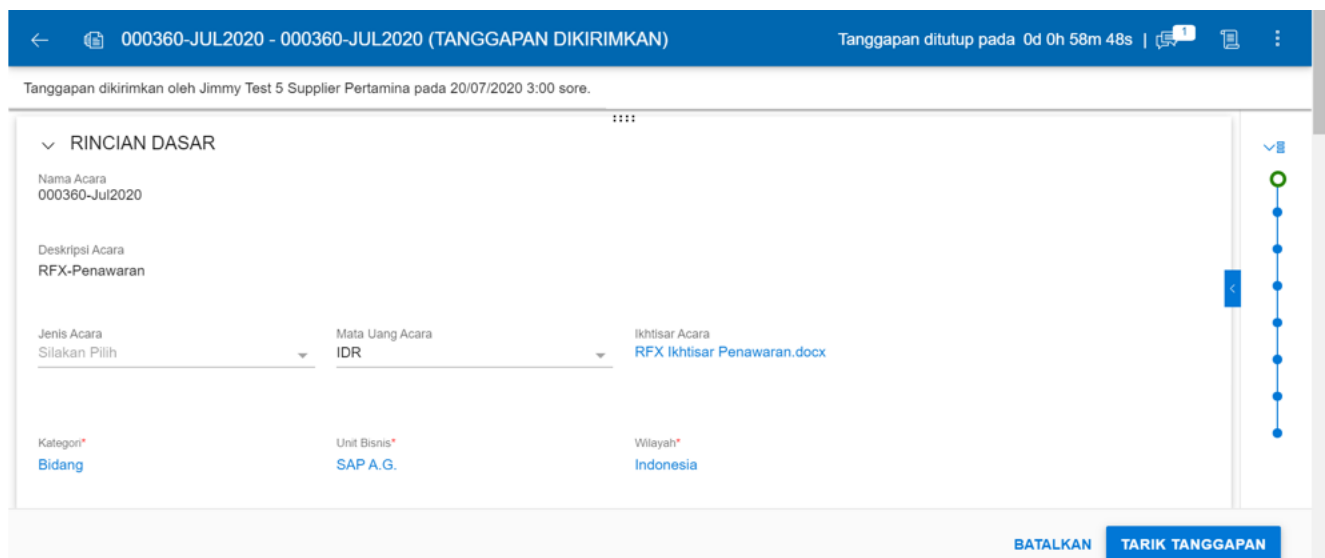 000360-JUL2020 - 000360-JUL2020 (TANGGAPAN DIKIRIMKAN) Tanggapan ditutup pada 0d 0h 58m 48s | 1
Tanggapan dikirimkan oleh Jimmy Test 5 Supplier Pertamina pada 20/07/2020 3:00 sore.
RINCIAN DASAR
Nama Acara
000360-Jul2020
Deskripsi Acara
RFX-Penawaran
Jenis Acara Mata Uang Acara Ikhtisar Acara
Silakan Pilih IDR RFX Ikhtisar Penawaran.docx
Kategori* Unit Bisnis* Wilayah*
Bidang SAP A.G. Indonesia
BATALKAN TARIK TANGGAPAN